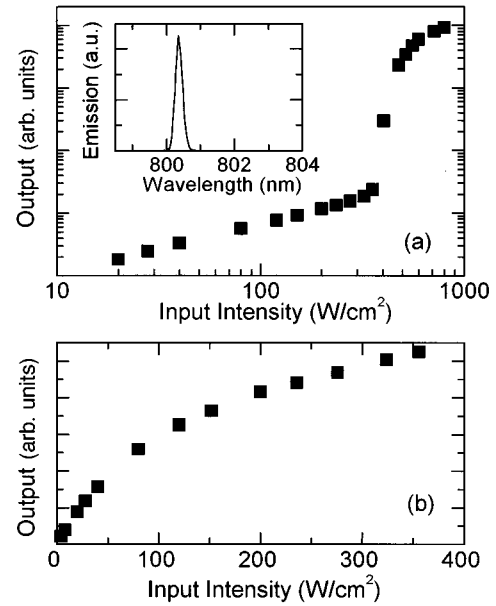 Output (arb. units)
Emission (a.u.)
800 802 804
Wavelength (nm)
(a)
10 100 1000
Input Intensity (W/cm²)
Output (arb. units)
(b)
0 100 200 300 400
Input Intensity (W/cm²)